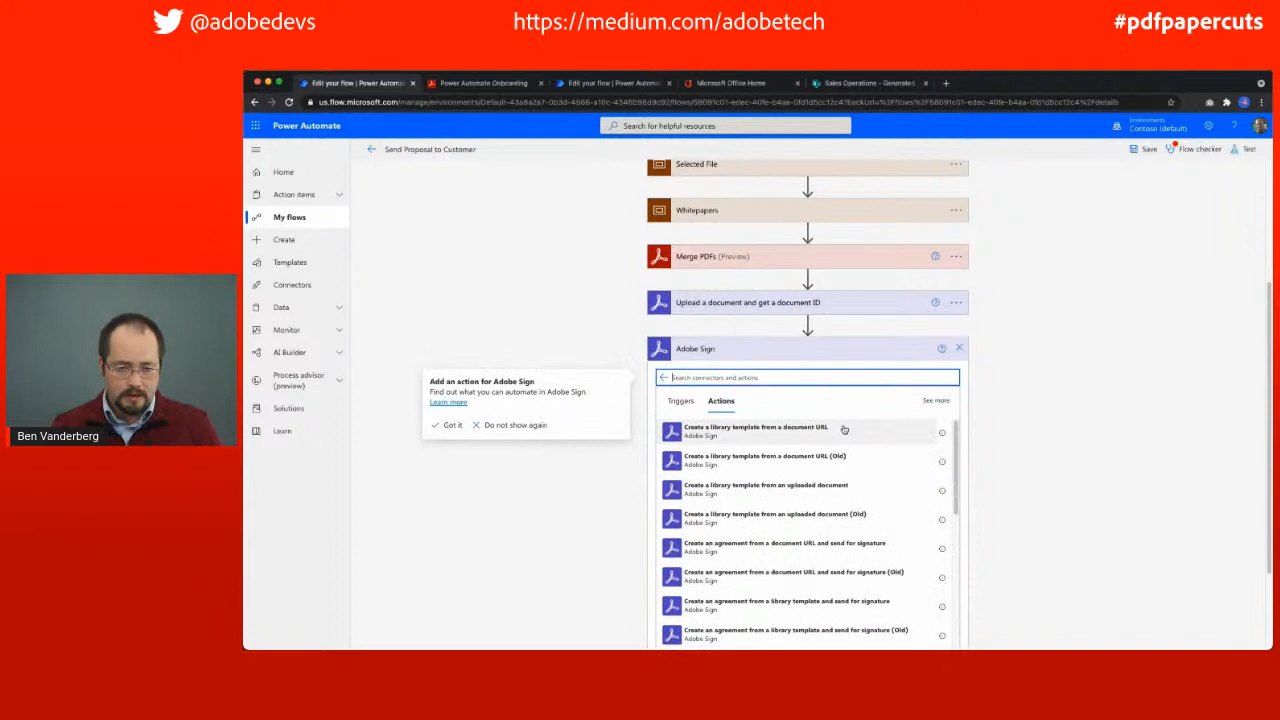 @adobedevs
https://medium.com/adobetech
#pdfpapercuts
Edit your flow | Power Automat
Power Automate Onboarding
Edit your flow | Power Automat
Microsoft Office Home
Sales Operations - Generated
Power Automate
Search for helpful resources
Environments
Contoso (default)
Send Proposal to Customer
Save
Flow checker
Test
Home
Action items
My flows
Create
Templates
Connectors
Data
Monitor
AI Builder
Process advisor
(preview)
Solutions
Learn
Selected File
Whitepapers
Merge PDFs (Preview)
Upload a document and get a document ID
Adobe Sign
Search connectors and actions
Triggers
Actions
See more
Add an action for Adobe Sign
Find out what you can automate in Adobe Sign.
Learn more
Got it
Do not show again
Create a library template from a document URL
Adobe Sign
Create a library template from a document URL (Old)
Adobe Sign
Create a library template from an uploaded document
Adobe Sign
Create a library template from an uploaded document (Old)
Adobe Sign
Create an agreement from a document URL and send for signature
Adobe Sign
Create an agreement from a document URL and send for signature (Old)
Adobe Sign
Create an agreement from a library template and send for signature
Adobe Sign
Create an agreement from a library template and send for signature (Old)
Adobe Sign
Ben Vanderberg